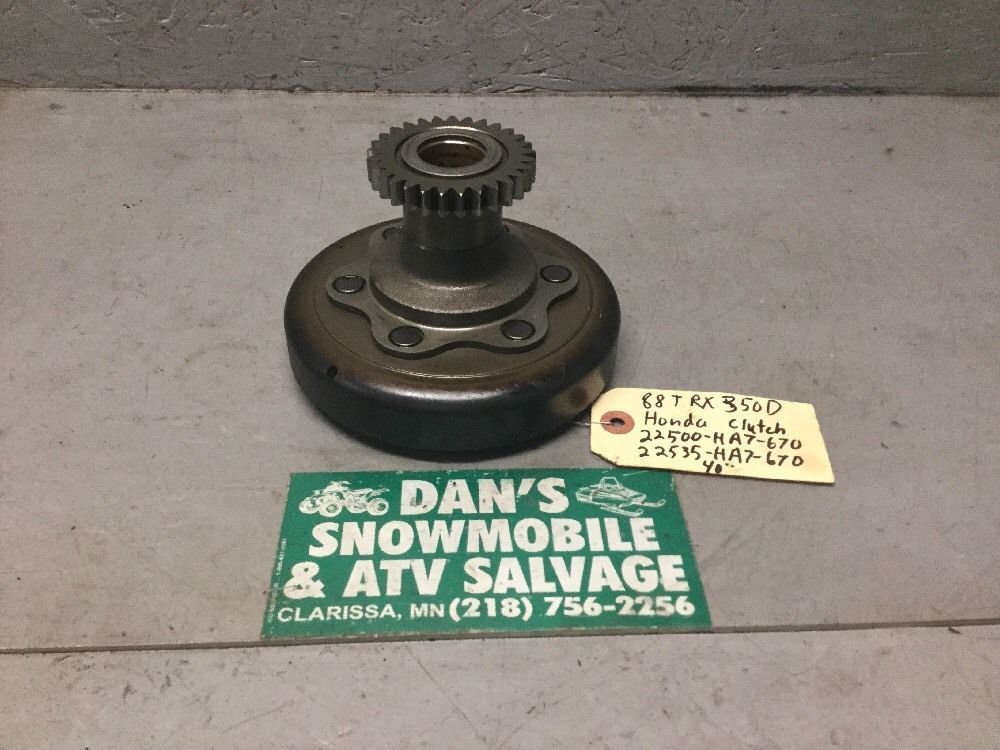 88 TRX 350D
Honda Clutch
22500-HA7-670
22535-HA7-670
40⁰⁰
DAN'S
SNOWMOBILE
& ATV SALVAGE
CLARISSA, MN (218) 756-2256